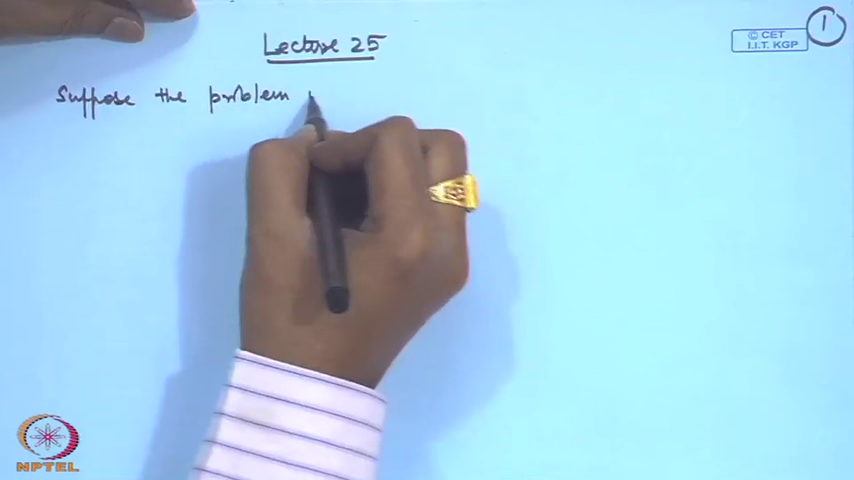 Lecture 25
© CET
I.I.T. KGP
1
Suppose the problem
NPTEL